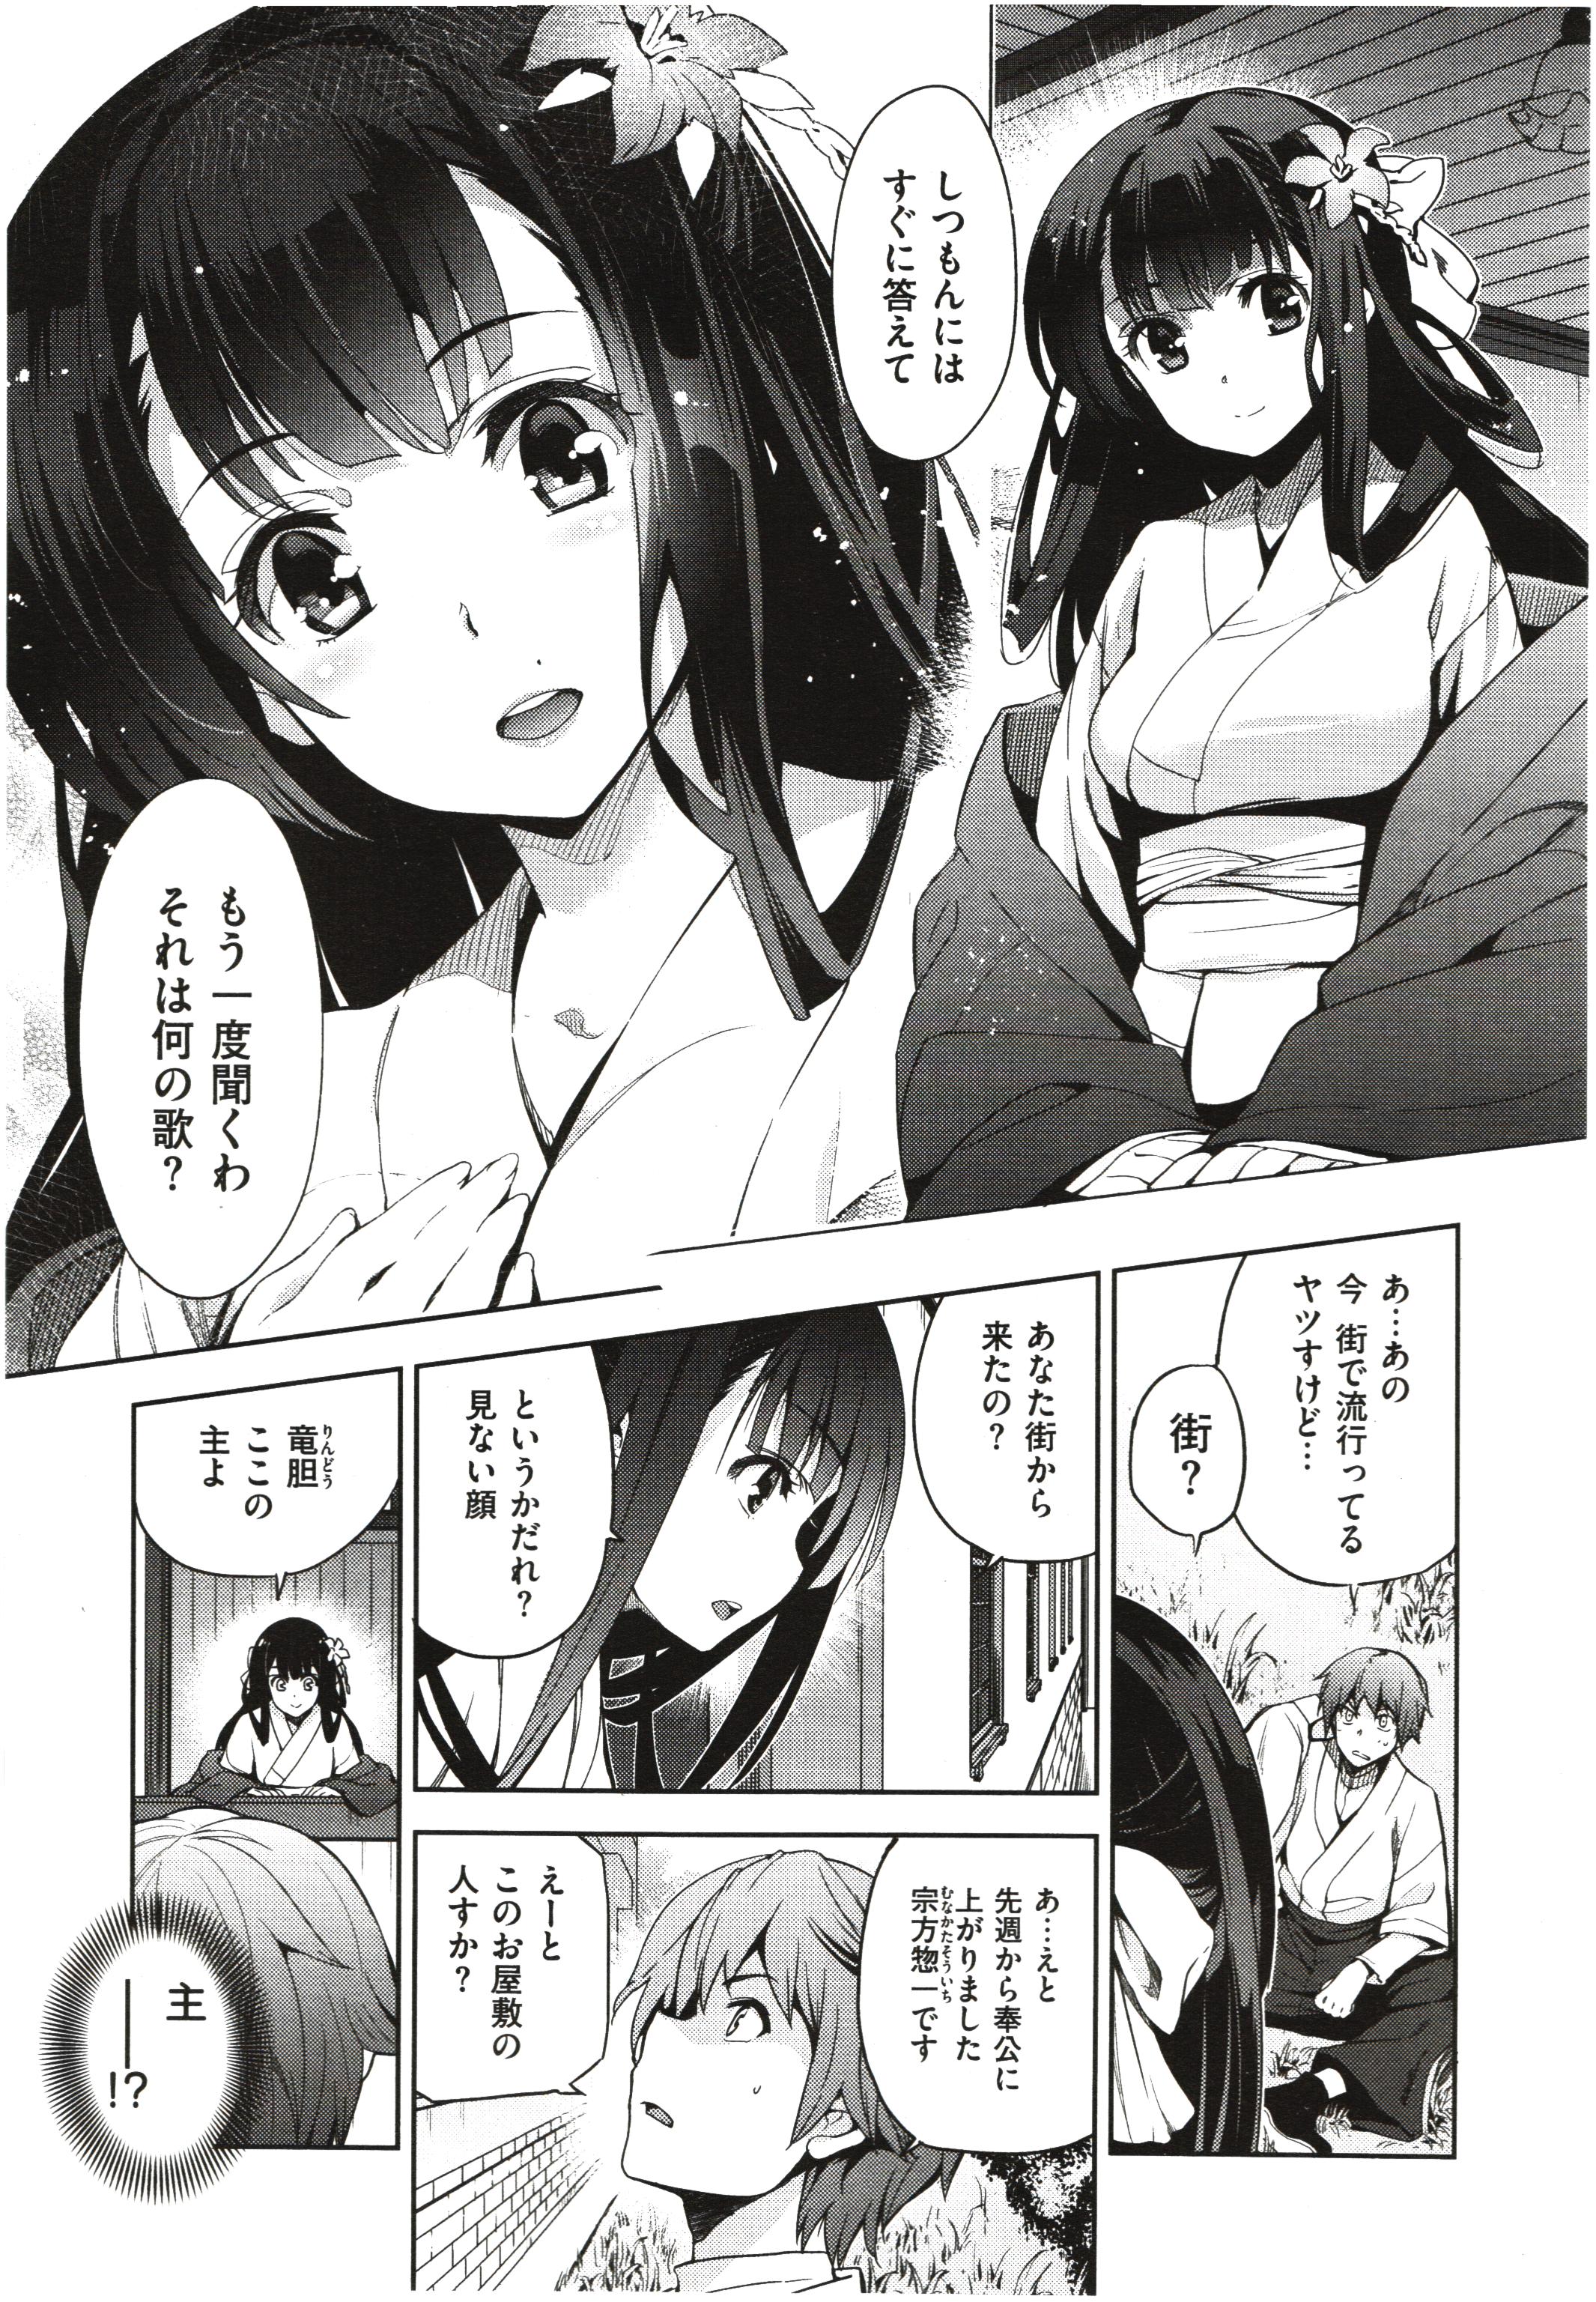 しつもんには
すぐに答えて
もう一度聞くわ
それは何の歌?
あ…あの
今 街で流行ってる
ヤツすけど…
街?
あなた街から
来たの?
というかだれ?
見ない顔
あ…えと
先週から奉公に
上がりました
宗方惣一です
むなかたそういち
えーと
このお屋敷の
人すか?
竜胆
りんどう
ここの
主よ
主
――!?